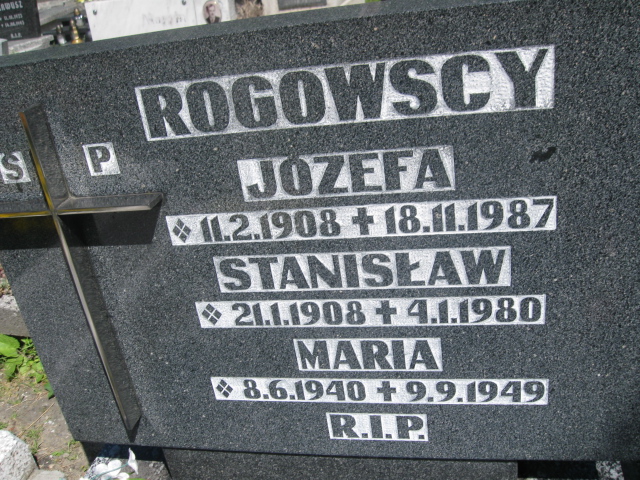 ROGOWSCY
S P
JÓZEFA
11.2.1908 + 18.11.1987
STANISŁAW
21.1.1908 + 4.1.1980
MARIA
8.6.1940 + 9.9.1949
R.I.P.